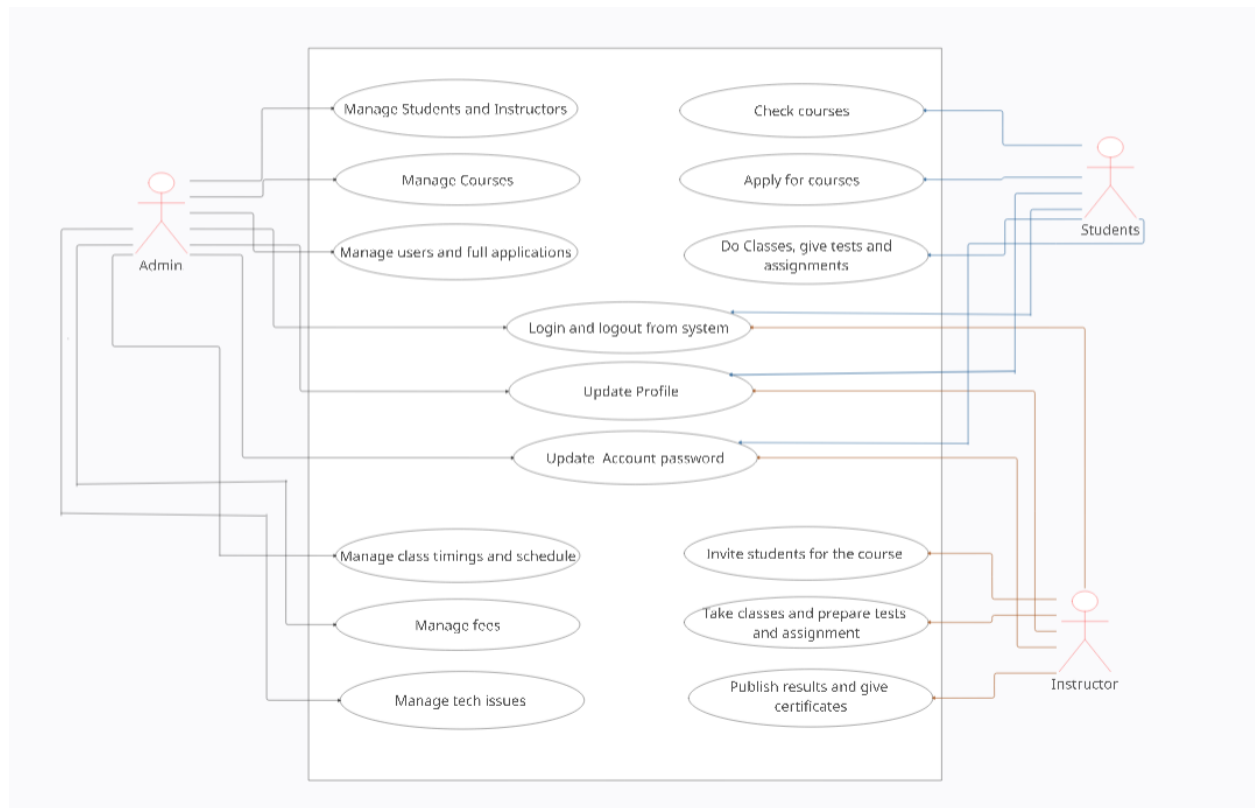 Manage Students and Instructors
Check courses
Manage Courses
Apply for courses
Students
Admin
Manage users and full applications
Do Classes, give tests and
assignments
Login and logout from system
Update Profile
Update Account password
Manage class timings and schedule
Invite students for the course
Manage fees
Take classes and prepare tests
and assignment
Instructor
Manage tech issues
Publish results and give
certificates